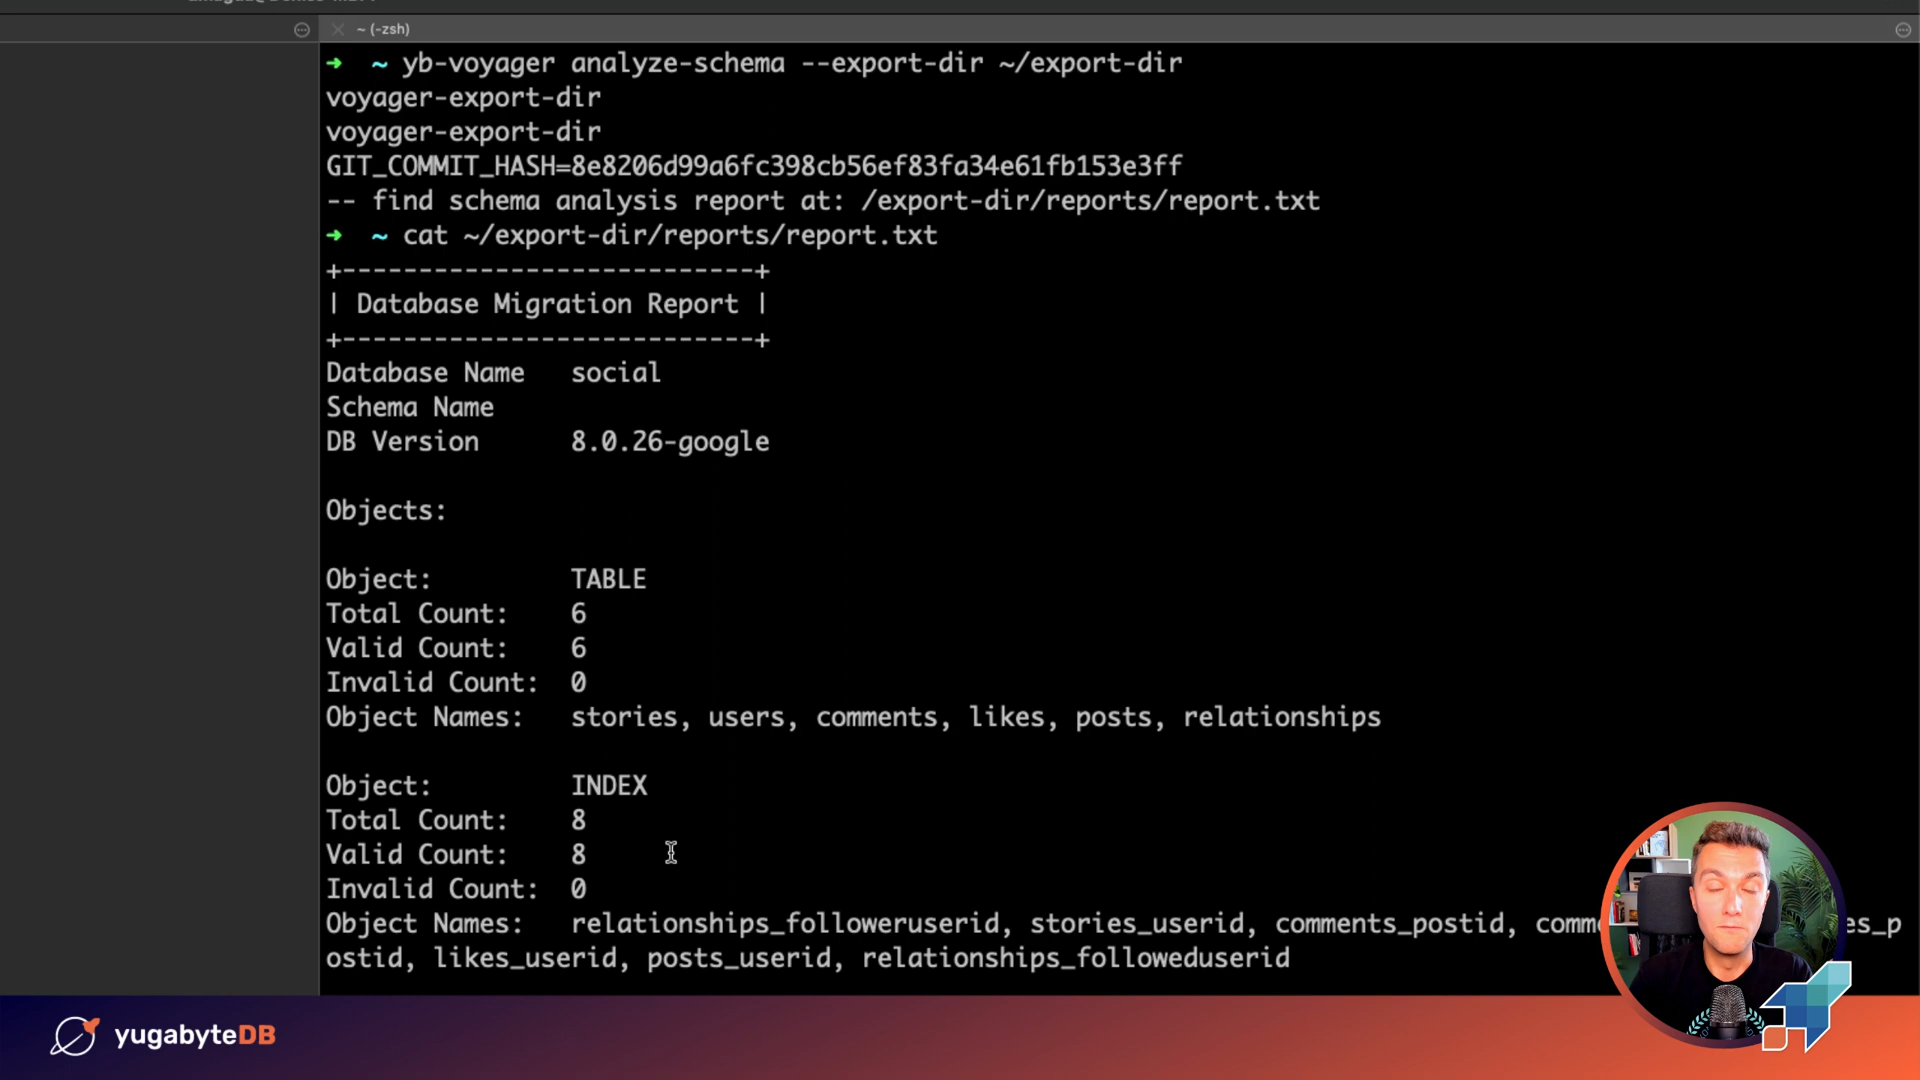 ~ (-zsh)
➜ ~ yb-voyager analyze-schema --export-dir ~/export-dir
voyager-export-dir
voyager-export-dir
GIT_COMMIT_HASH=8e8206d99a6fc398cb56ef83fa34e61fb153e3ff
-- find schema analysis report at: /export-dir/reports/report.txt
➜ ~ cat ~/export-dir/reports/report.txt
+---------------------------+
| Database Migration Report |
+---------------------------+
Database Name social
Schema Name
DB Version 8.0.26-google
Objects:
Object: TABLE
Total Count: 6
Valid Count: 6
Invalid Count: 0
Object Names: stories, users, comments, likes, posts, relationships
Object: INDEX
Total Count: 8
Valid Count: 8
Invalid Count: 0
Object Names: relationships_followeruserid, stories_userid, comments_postid, es_p
ostid, likes_userid, posts_userid, relationships_followeduserid
yugabyteDB